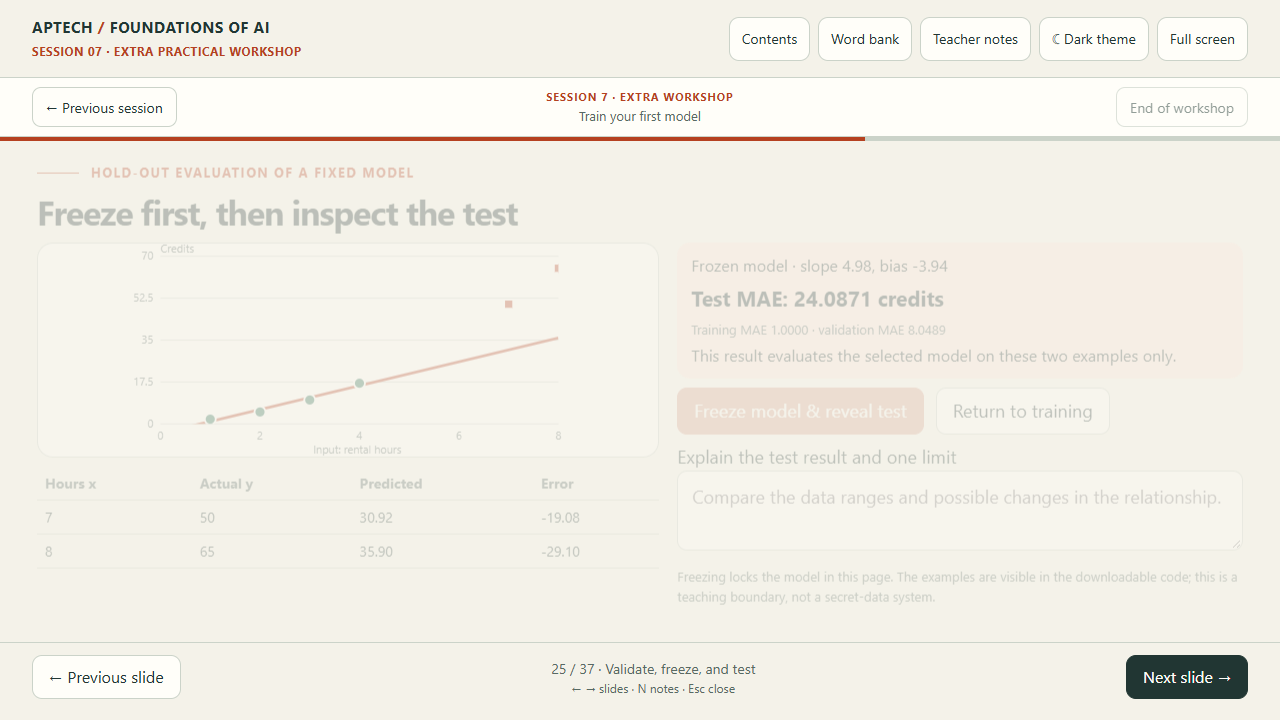 APTECH / FOUNDATIONS OF AI
SESSION 07 · EXTRA PRACTICAL WORKSHOP
Contents
Word bank
Teacher notes
☾ Dark theme
Full screen
← Previous session
SESSION 7 · EXTRA WORKSHOP
Train your first model
End of workshop
HOLD-OUT EVALUATION OF A FIXED MODEL
Freeze first, then inspect the test
Credits
70
52.5
35
17.5
0
0 2 4 6 8
Input: rental hours
Hours x Actual y Predicted Error
7 50 30.92 -19.08
8 65 35.90 -29.10
Frozen model · slope 4.98, bias -3.94
Test MAE: 24.0871 credits
Training MAE 1.0000 · validation MAE 8.0489
This result evaluates the selected model on these two examples only.
Freeze model & reveal test
Return to training
Explain the test result and one limit
Compare the data ranges and possible changes in the relationship.
Freezing locks the model in this page. The examples are visible in the downloadable code; this is a
teaching boundary, not a secret-data system.
← Previous slide
25 / 37 · Validate, freeze, and test
← → slides · N notes · Esc close
Next slide →